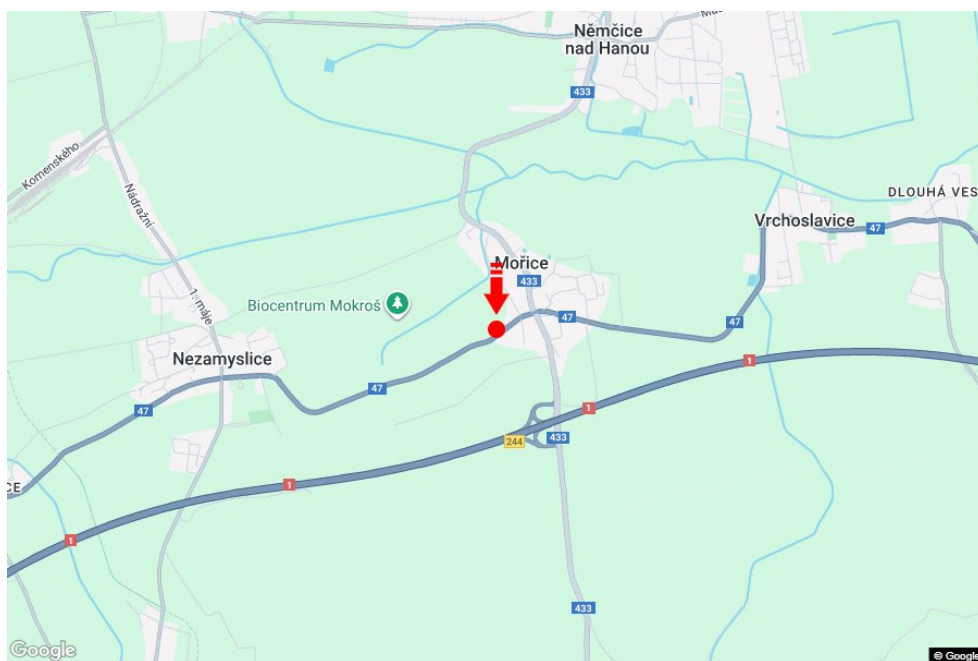 Němčice
nad Hanou
433
Komenského
Nádražní
DLOUHÁ VES
Vrchoslavice
47
Mořice
433
1. máje
Biocentrum Mokroš
47
47
Nezamyslice
1
47
47
1
244
433
CE
1
1
433
Google
© Google